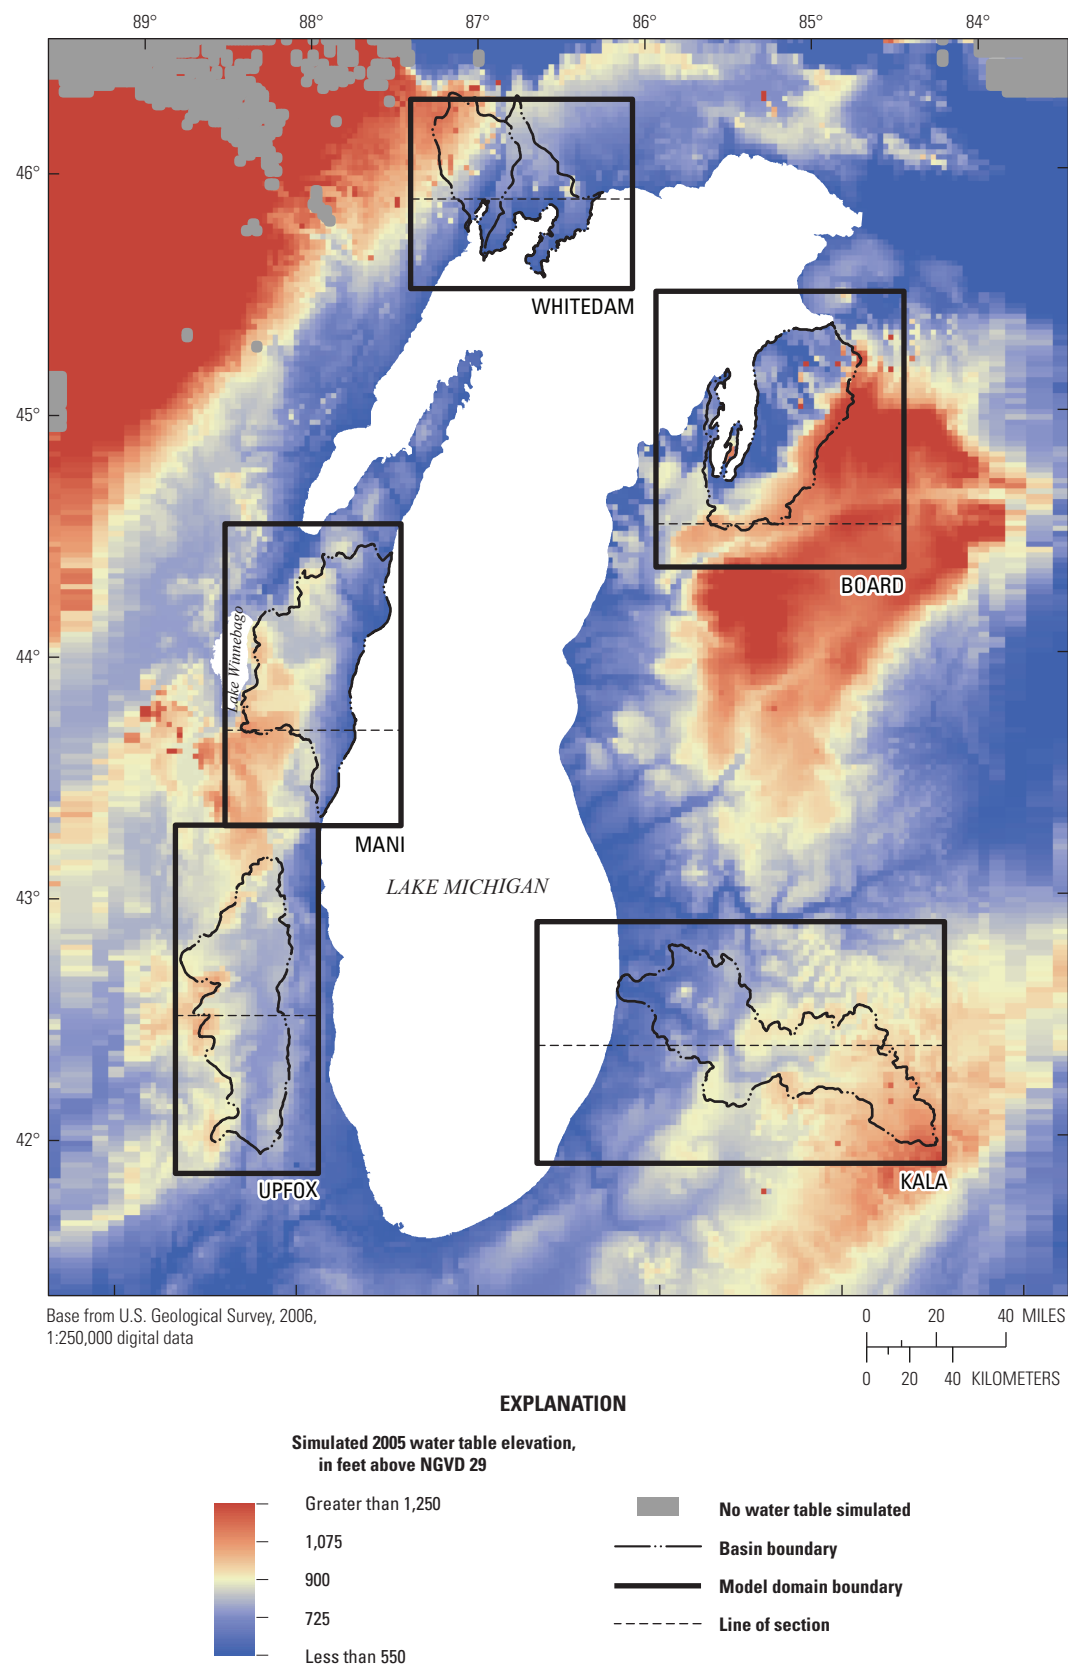 89° 88° 87° 86° 85° 84°
46°
45°
44°
43°
42°
WHITEDAM
BOARD
Lake Winnebago
MANI
LAKE MICHIGAN
UPFOX
KALA
Base from U.S. Geological Survey, 2006,
1:250,000 digital data
0 20 40 MILES
0 20 40 KILOMETERS
EXPLANATION
Simulated 2005 water table elevation,
in feet above NGVD 29
Greater than 1,250
1,075
900
725
Less than 550
No water table simulated
Basin boundary
Model domain boundary
Line of section